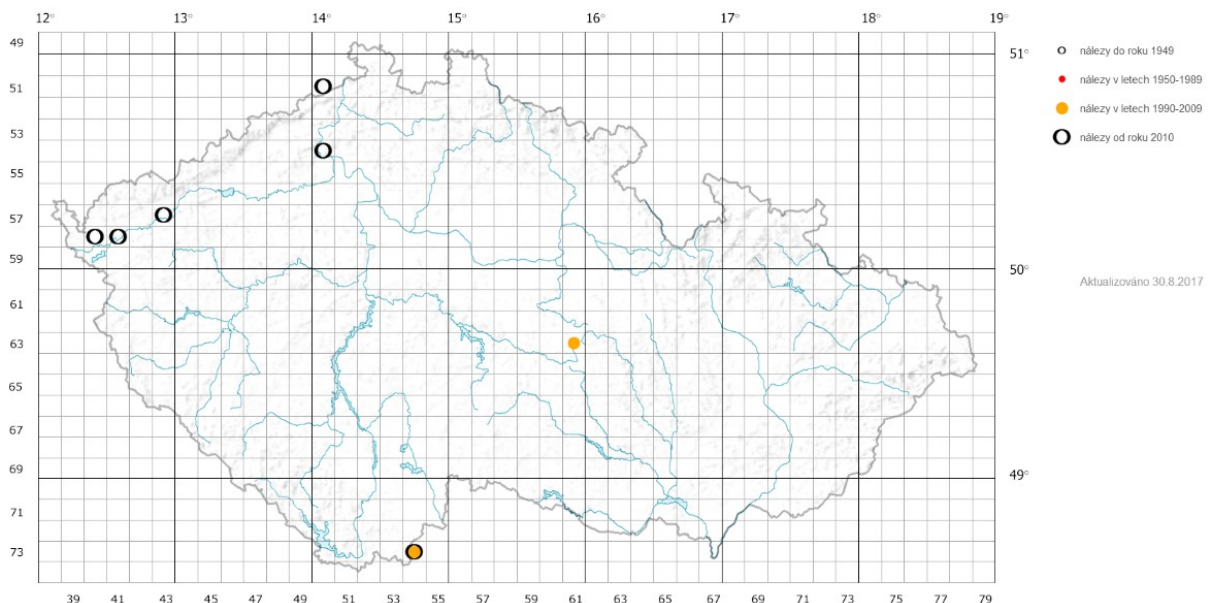 12° 13° 14° 15° 16° 17° 18° 19°
49
51
53
55
57
59
61
63
65
67
69
71
73
51°
50°
49°
39 41 43 45 47 49 51 53 55 57 59 61 63 65 67 69 71 73 75 77 79
nálezy do roku 1949
nálezy v letech 1950-1989
nálezy v letech 1990-2009
nálezy od roku 2010
Aktualizováno 30.8.2017